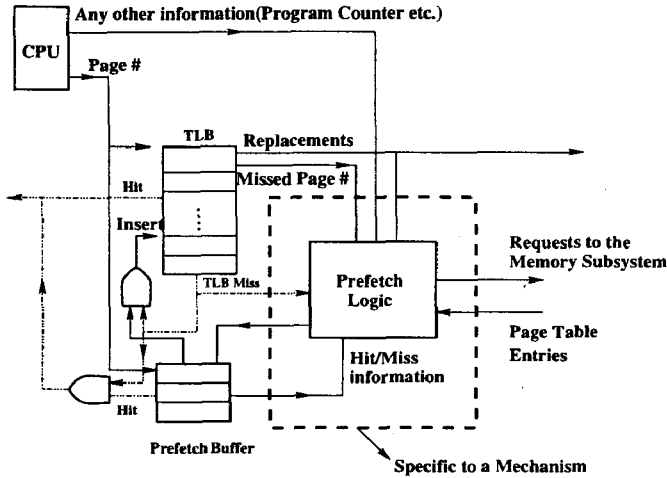 Any other information(Program Counter etc.)
CPU
Page #
TLB
Replacements
Hit
Missed Page #
Insert
Requests to the
Memory Subsystem
Prefetch
Logic
TLB Miss
Page Table
Entries
Hit/Miss
information
Hit
Prefetch Buffer
Specific to a Mechanism